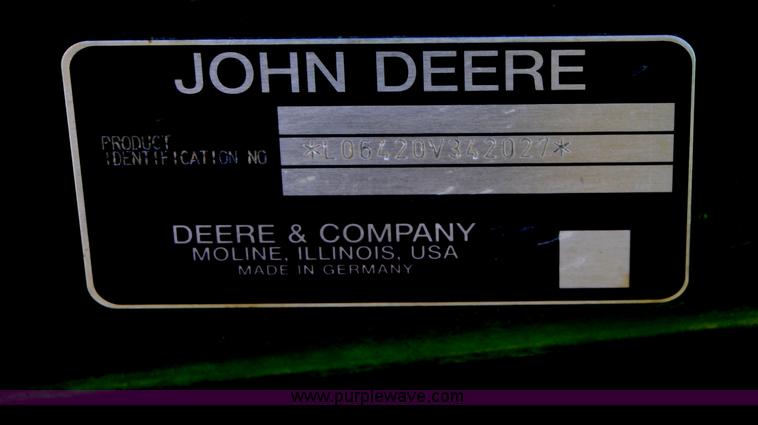 JOHN DEERE
PRODUCT
IDENTIFICATION NO
*L06420V342027*
DEERE & COMPANY
MOLINE, ILLINOIS, USA
MADE IN GERMANY
www.purplewave.com